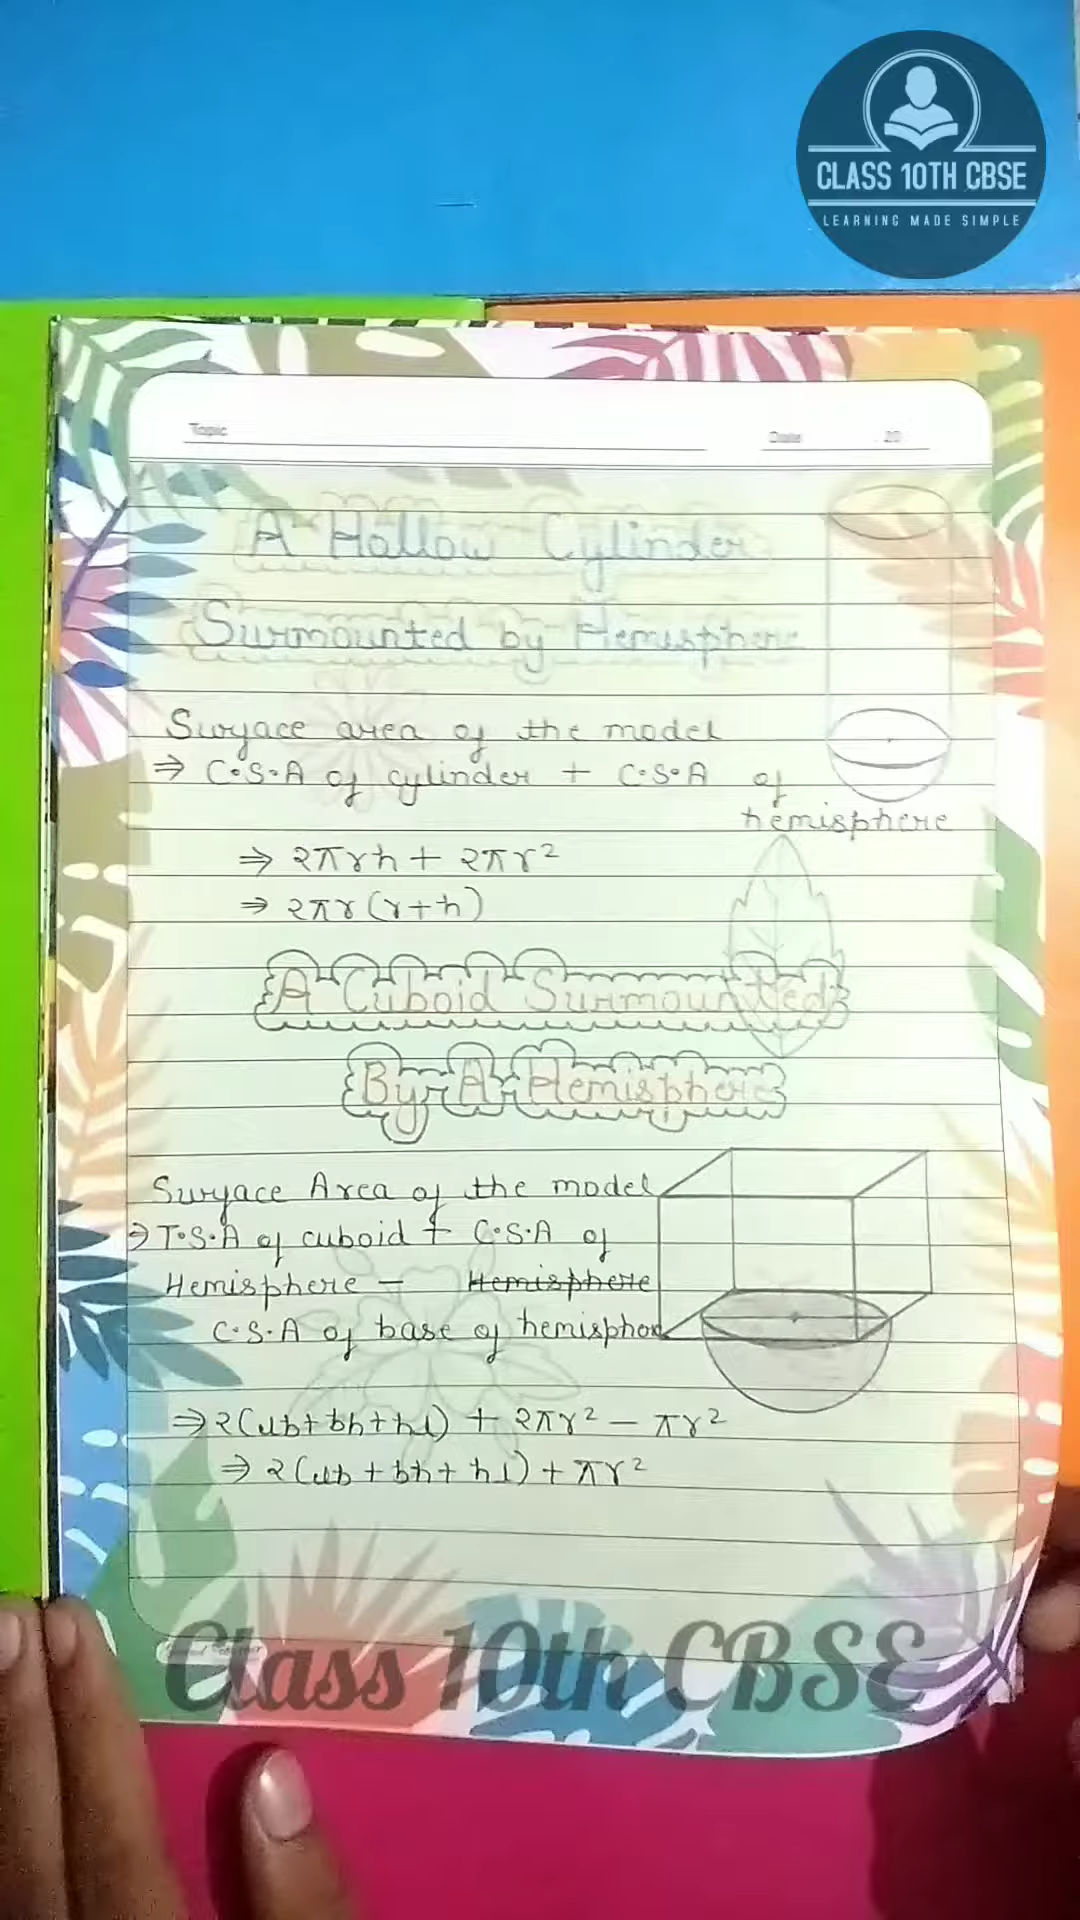 CLASS 10TH CBSE
LEARNING MADE SIMPLE
Topic
Date 20
A Hollow Cylinder
Surmounted by Hemisphere
Surface area of the model
⇒ C.S.A of cylinder + C.S.A of
hemisphere
⇒ 2πrh + 2πr²
⇒ 2πr(r+h)
A Cuboid Surmounted
By A Hemisphere
Surface Area of the model
⇒ T.S.A of cuboid + C.S.A of
Hemisphere - Hemisphere
C.S.A of base of hemisphere
⇒ 2(lb+bh+hl) + 2πr² - πr²
⇒ 2(lb + bh + hl) + πr²
Class 10th CBSE